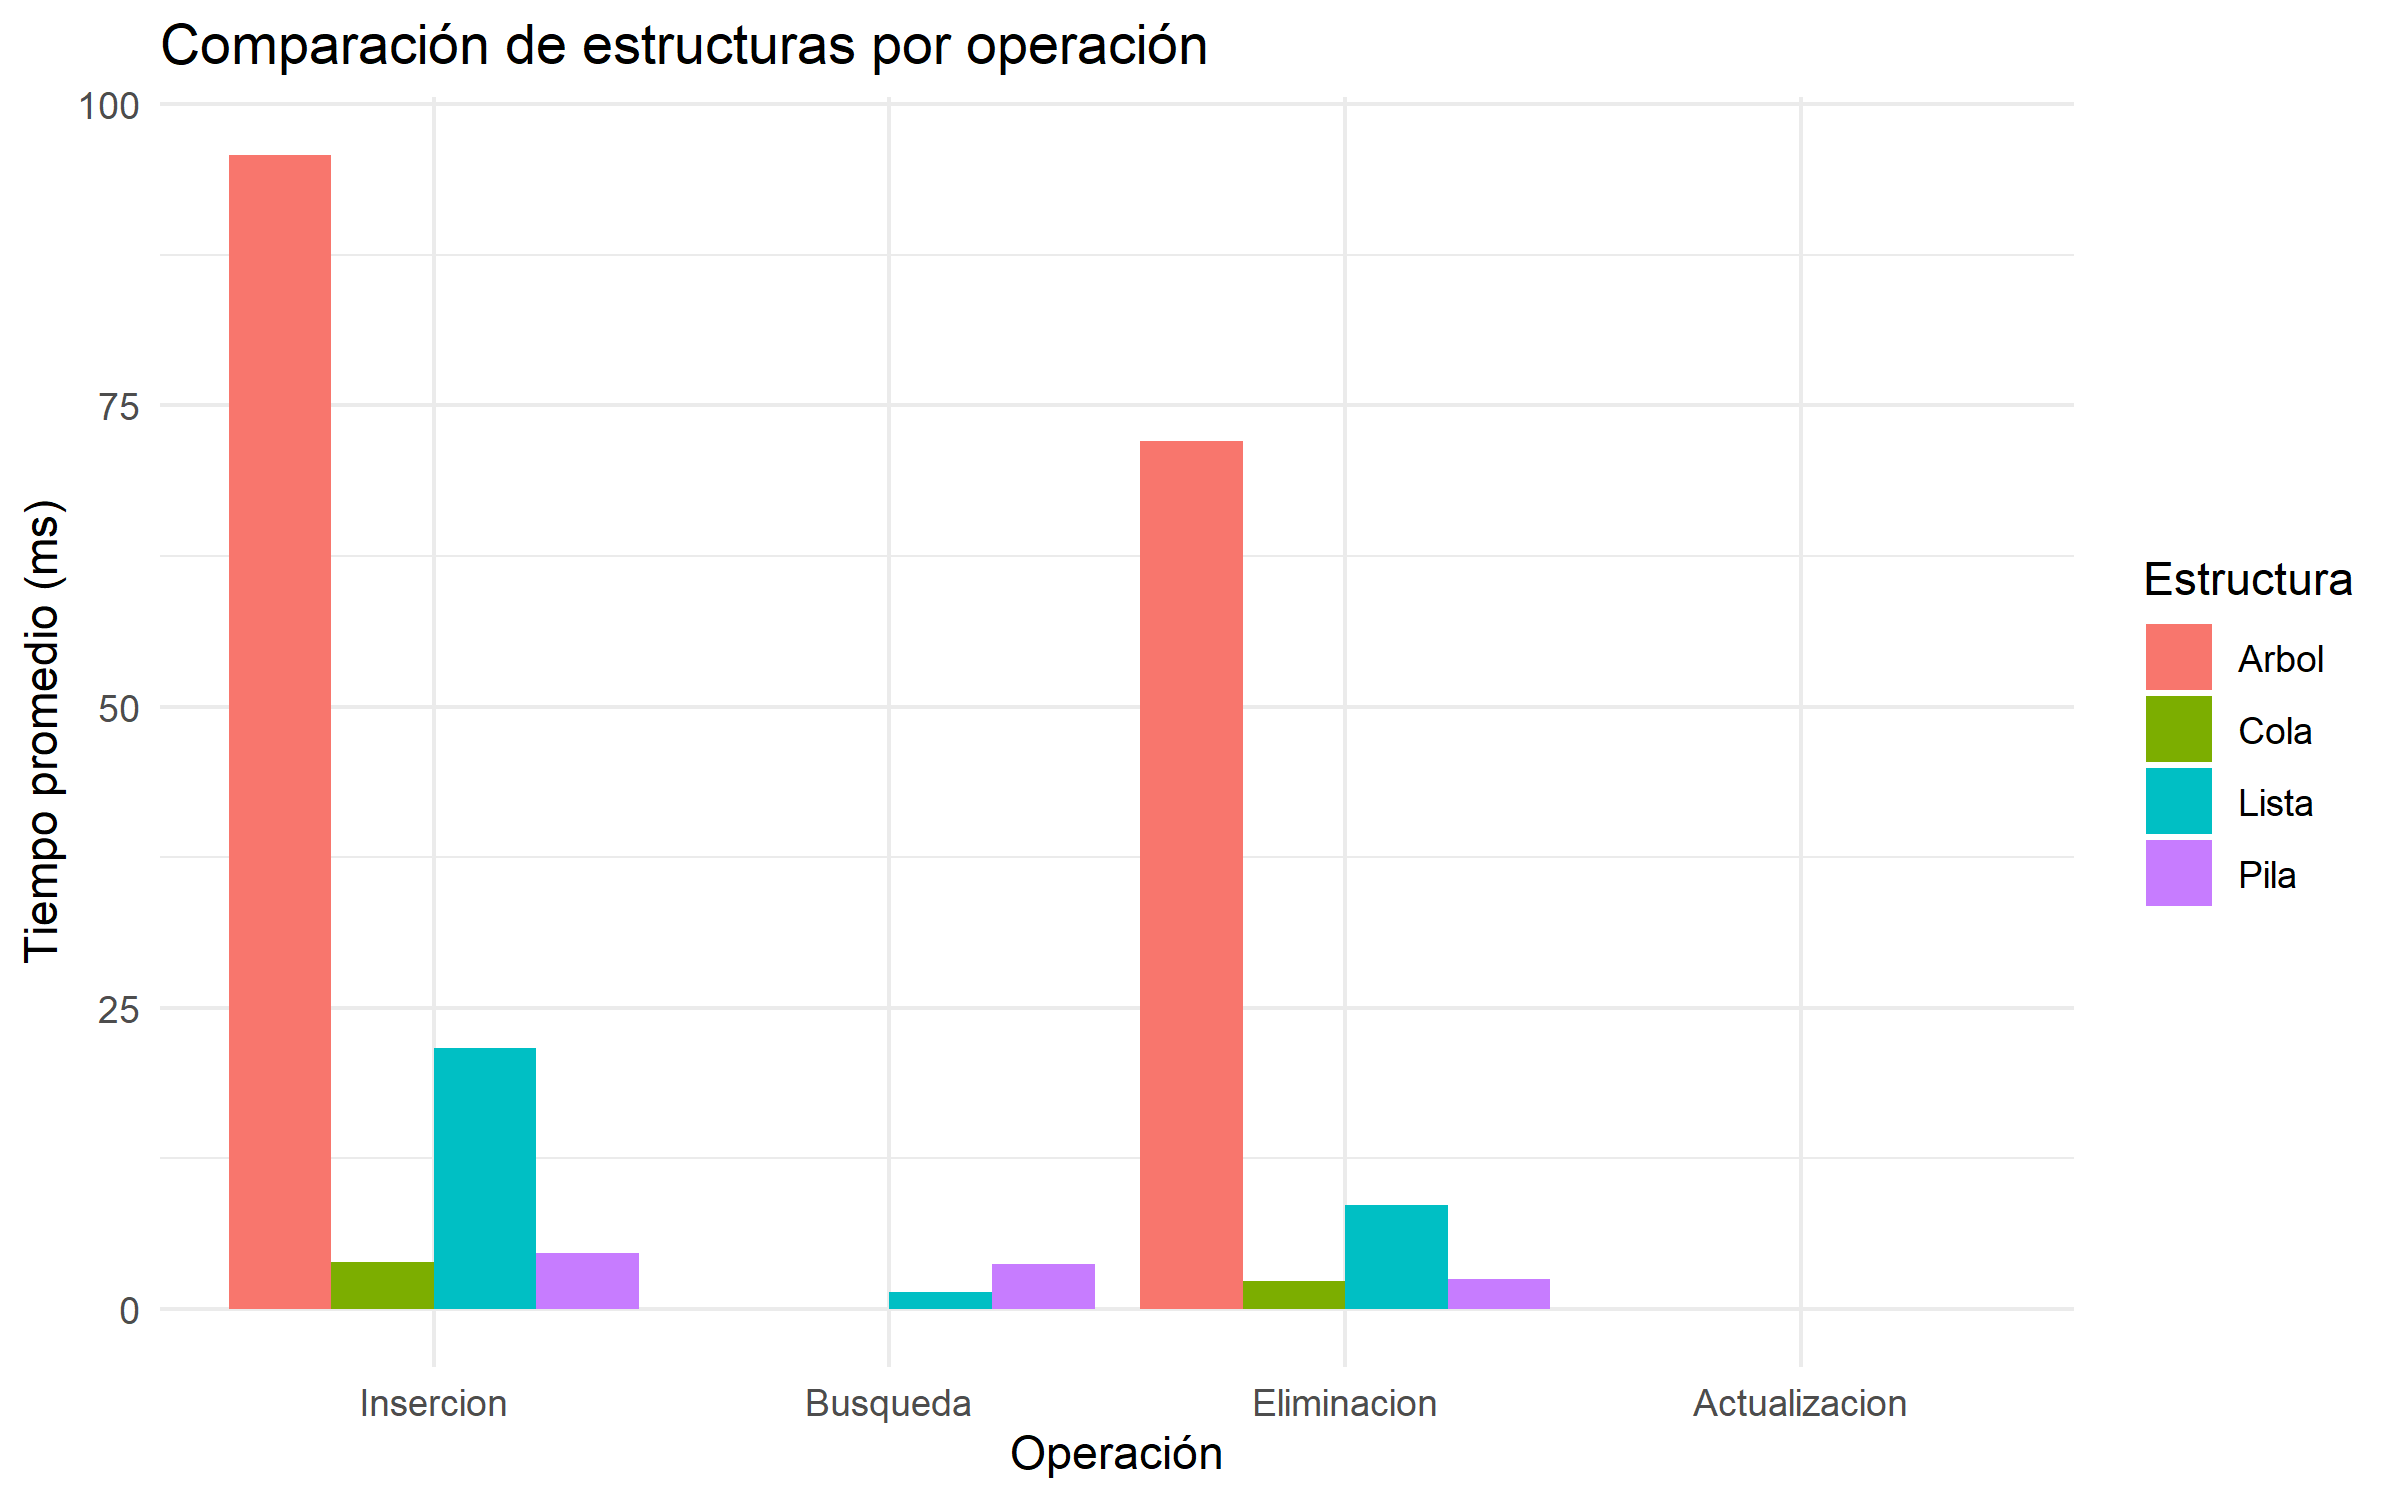 Comparación de estructuras por operación
Tiempo promedio (ms)
100
75
50
25
0
Insercion
Busqueda
Eliminacion
Actualizacion
Operación
Estructura
Arbol
Cola
Lista
Pila